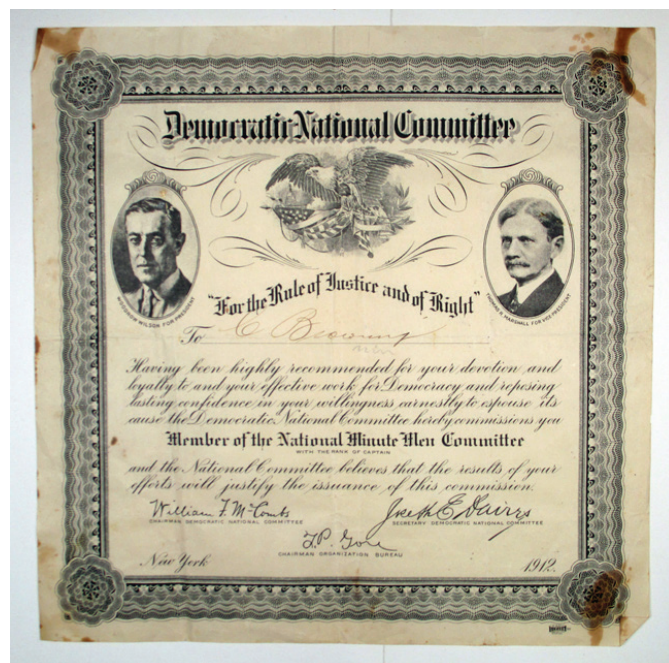 Democratic National Committee
WOODROW WILSON FOR PRESIDENT
THOMAS R. MARSHALL FOR VICE PRESIDENT
"For the Rule of Justice and of Right"
To C Browning
Having been highly recommended for your devotion and
loyalty to and your effective work for Democracy and reposing
lasting confidence in your willingness earnestly to espouse its
cause the Democratic National Committee hereby commissions you
Member of the National Minute Men Committee
WITH THE RANK OF CAPTAIN
and the National Committee believes that the results of your
efforts will justify the issuance of this commission.
William F. McCombs
CHAIRMAN DEMOCRATIC NATIONAL COMMITTEE
Joseph E Davies
SECRETARY DEMOCRATIC NATIONAL COMMITTEE
T.P. Gore
CHAIRMAN ORGANIZATION BUREAU
New York
1912.